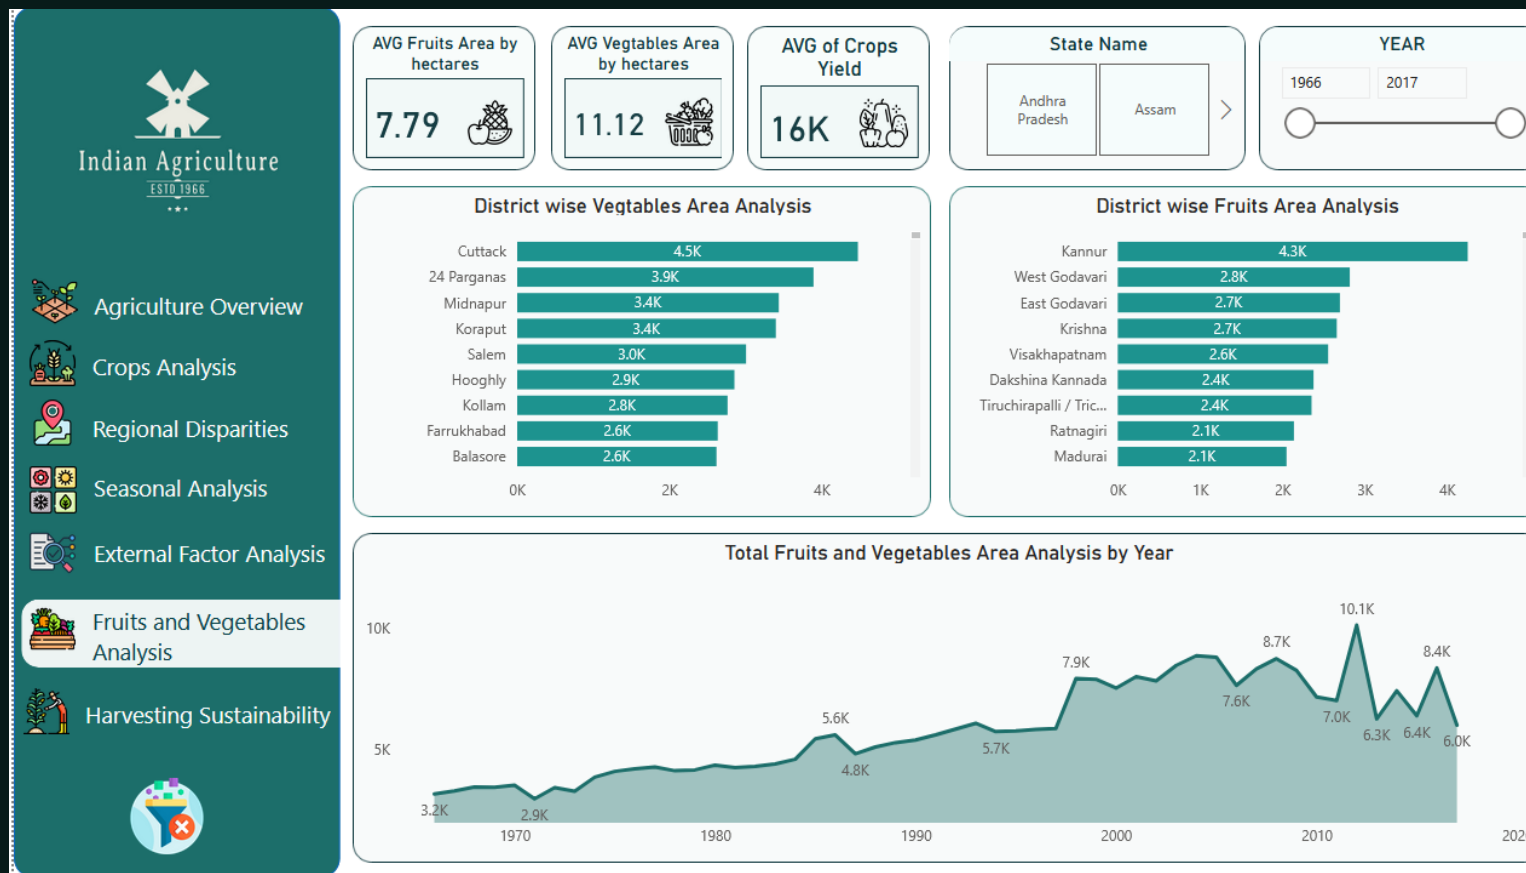 Indian Agriculture
ESTD 1966
Agriculture Overview
Crops Analysis
Regional Disparities
Seasonal Analysis
External Factor Analysis
Fruits and Vegetables
Analysis
Harvesting Sustainability
AVG Fruits Area by
hectares
7.79
AVG Vegtables Area
by hectares
11.12
AVG of Crops
Yield
16K
State Name
Andhra
Pradesh
Assam
YEAR
1966
2017
District wise Vegtables Area Analysis
Cuttack 4.5K
24 Parganas 3.9K
Midnapur 3.4K
Koraput 3.4K
Salem 3.0K
Hooghly 2.9K
Kollam 2.8K
Farrukhabad 2.6K
Balasore 2.6K
0K 2K 4K
District wise Fruits Area Analysis
Kannur 4.3K
West Godavari 2.8K
East Godavari 2.7K
Krishna 2.7K
Visakhapatnam 2.6K
Dakshina Kannada 2.4K
Tiruchirapalli / Tric... 2.4K
Ratnagiri 2.1K
Madurai 2.1K
0K 1K 2K 3K 4K
Total Fruits and Vegetables Area Analysis by Year
10K
5K
3.2K
2.9K
5.6K
4.8K
5.7K
7.9K
7.6K
8.7K
7.0K
10.1K
6.3K
6.4K
8.4K
6.0K
1970 1980 1990 2000 2010